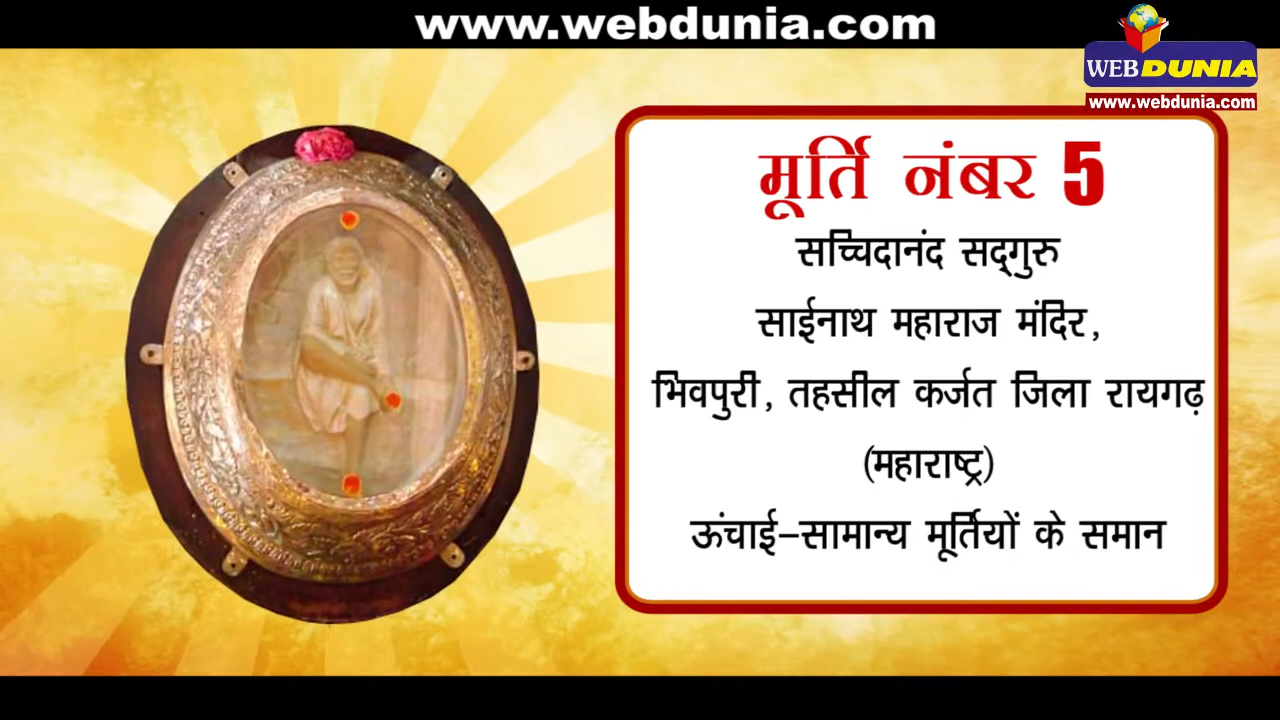 www.webdunia.com
WEBDUNIA
www.webdunia.com
मूर्ति नंबर 5
सच्चिदानंद सद्‌गुरु
साईनाथ महाराज मंदिर,
भिवपुरी, तहसील कर्जत जिला रायगढ़
(महाराष्ट्र)
ऊंचाई-सामान्य मूर्तियों के समान